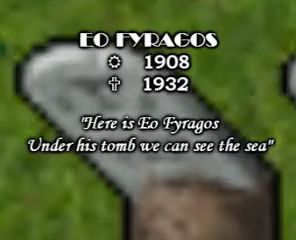 EO FYRAGOS
☼ 1908
✝ 1932
"Here is Eo Fyragos
Under his tomb we can see the sea"